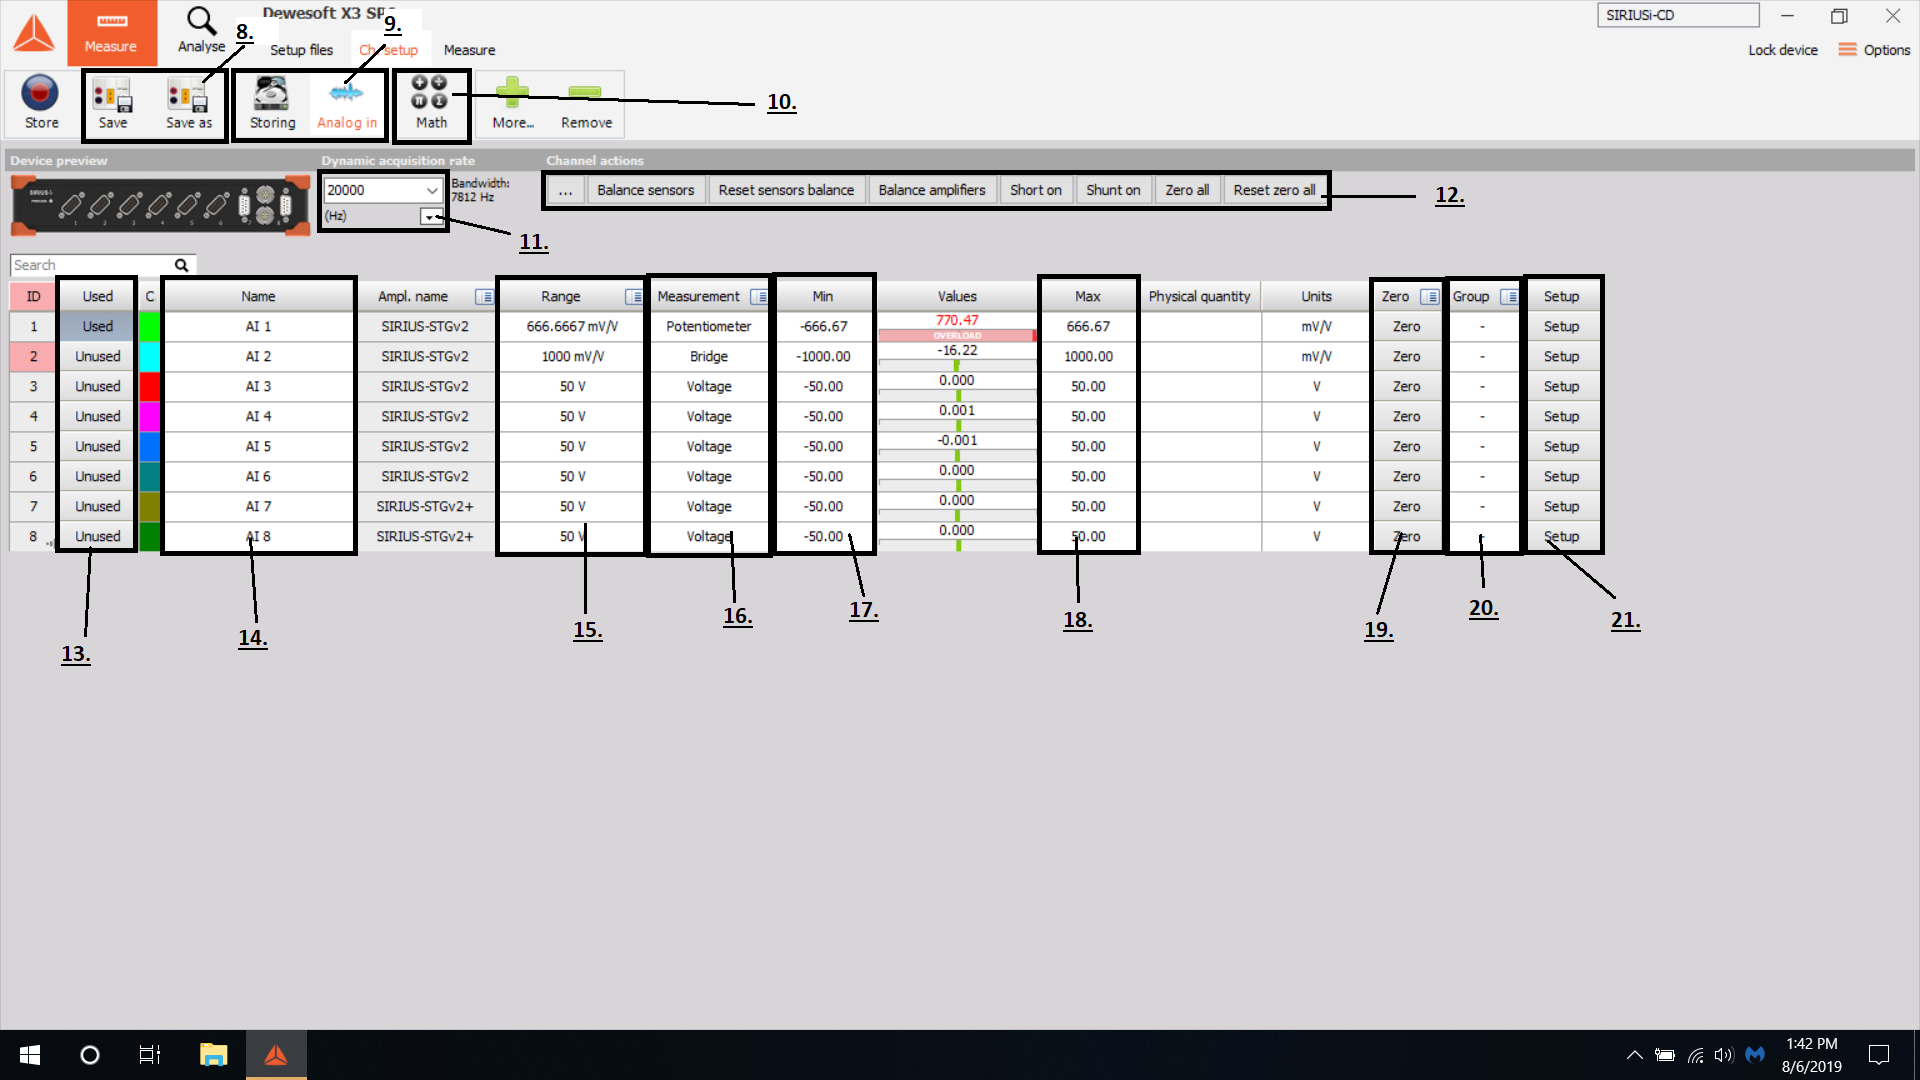 Dewesoft X3 SP
SIRIUSi-CD
Measure
Analyse
8.
Setup files
9.
Ch. setup
Measure
Lock device
Options
Store
Save
Save as
Storing
Analog in
Math
More...
Remove
10.
Device preview
Dynamic acquisition rate
Channel actions
20000
(Hz)
Bandwidth:
7812 Hz
...
Balance sensors
Reset sensors balance
Balance amplifiers
Short on
Shunt on
Zero all
Reset zero all
12.
11.
Search
ID Used C. Name Ampl. name Range Measurement Min Values Max Physical quantity Units Zero Group Setup
1 Used AI 1 SIRIUS-STGv2 666.6667 mV/V Potentiometer -666.67 770.47 OVERLOAD 666.67 mV/V Zero - Setup
2 Unused AI 2 SIRIUS-STGv2 1000 mV/V Bridge -1000.00 -16.22 1000.00 mV/V Zero - Setup
3 Unused AI 3 SIRIUS-STGv2 50 V Voltage -50.00 0.000 50.00 V Zero - Setup
4 Unused AI 4 SIRIUS-STGv2 50 V Voltage -50.00 0.001 50.00 V Zero - Setup
5 Unused AI 5 SIRIUS-STGv2 50 V Voltage -50.00 -0.001 50.00 V Zero - Setup
6 Unused AI 6 SIRIUS-STGv2 50 V Voltage -50.00 0.000 50.00 V Zero - Setup
7 Unused AI 7 SIRIUS-STGv2+ 50 V Voltage -50.00 0.000 50.00 V Zero - Setup
8 Unused AI 8 SIRIUS-STGv2+ 50 V Voltage -50.00 0.000 50.00 V Zero - Setup
13.
14.
15.
16.
17.
18.
19.
20.
21.
1:42 PM
8/6/2019